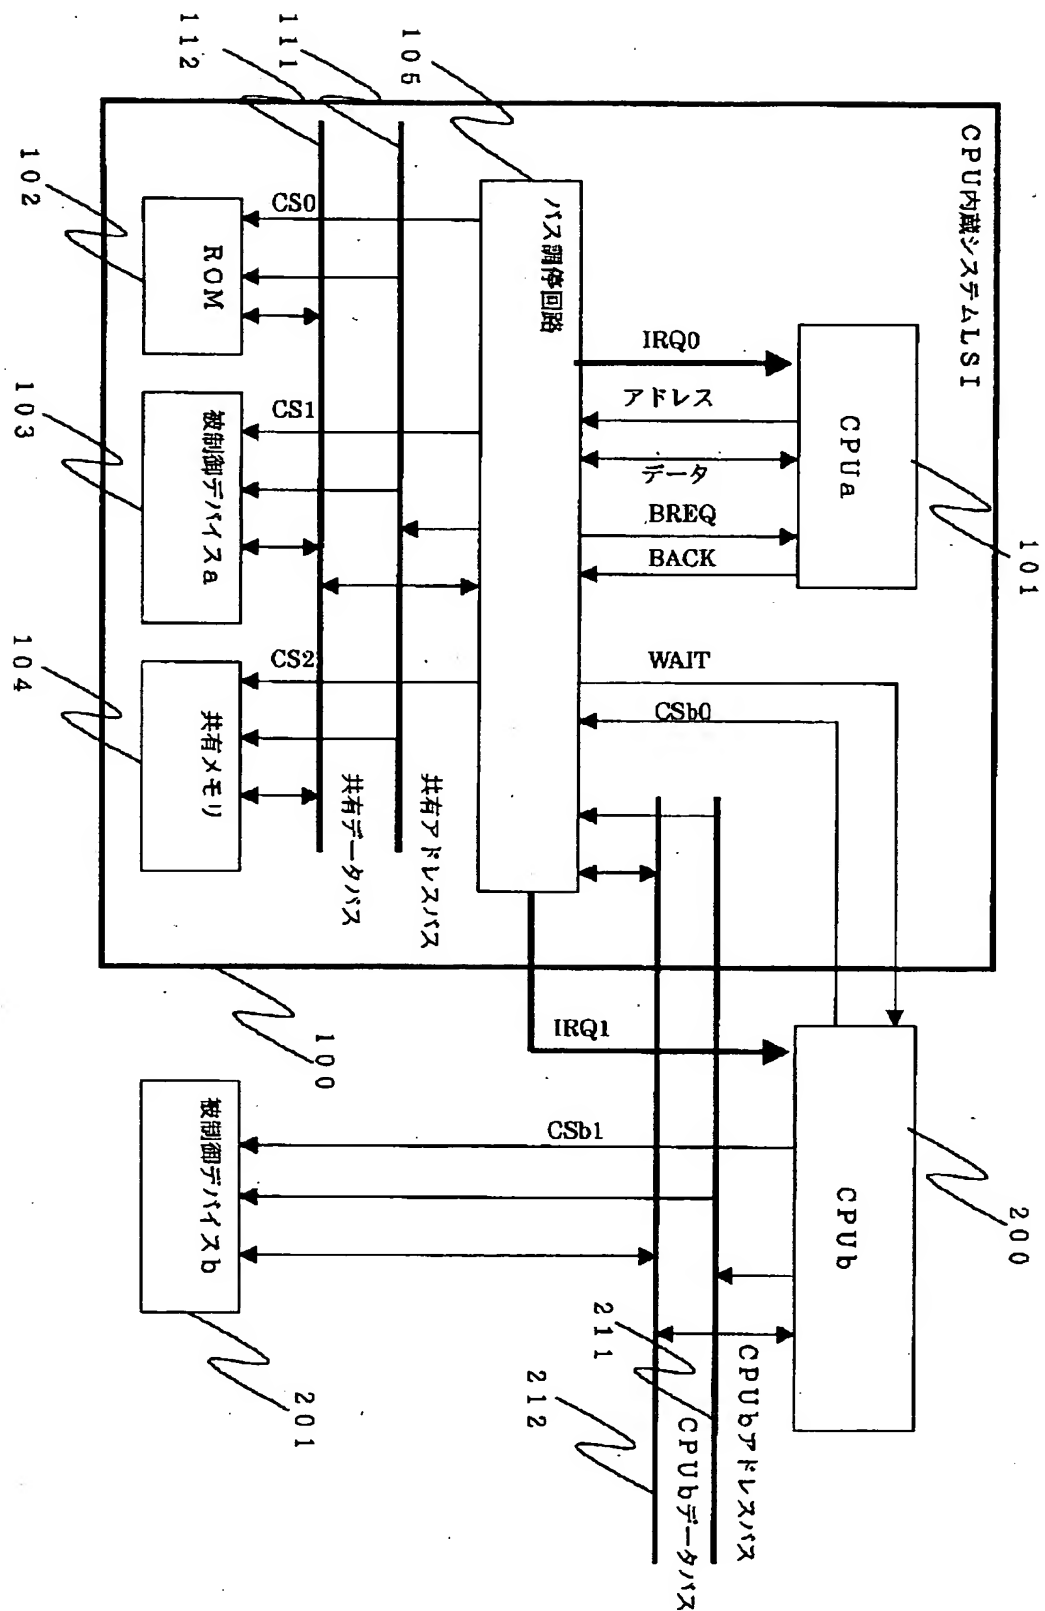 CPU内蔵システムLSI
112
111
105
101
CPUa
IRQ0
アドレス
データ
BREQ
BACK
WAIT
CSb0
バス調停回路
共有アドレスバス
共有データバス
CS0
CS1
CS2
ROM
102
被制御デバイスa
103
共有メモリ
104
100
IRQ1
200
CPUb
CSb1
CPUbアドレスバス
211
CPUbデータバス
212
被制御デバイスb
201